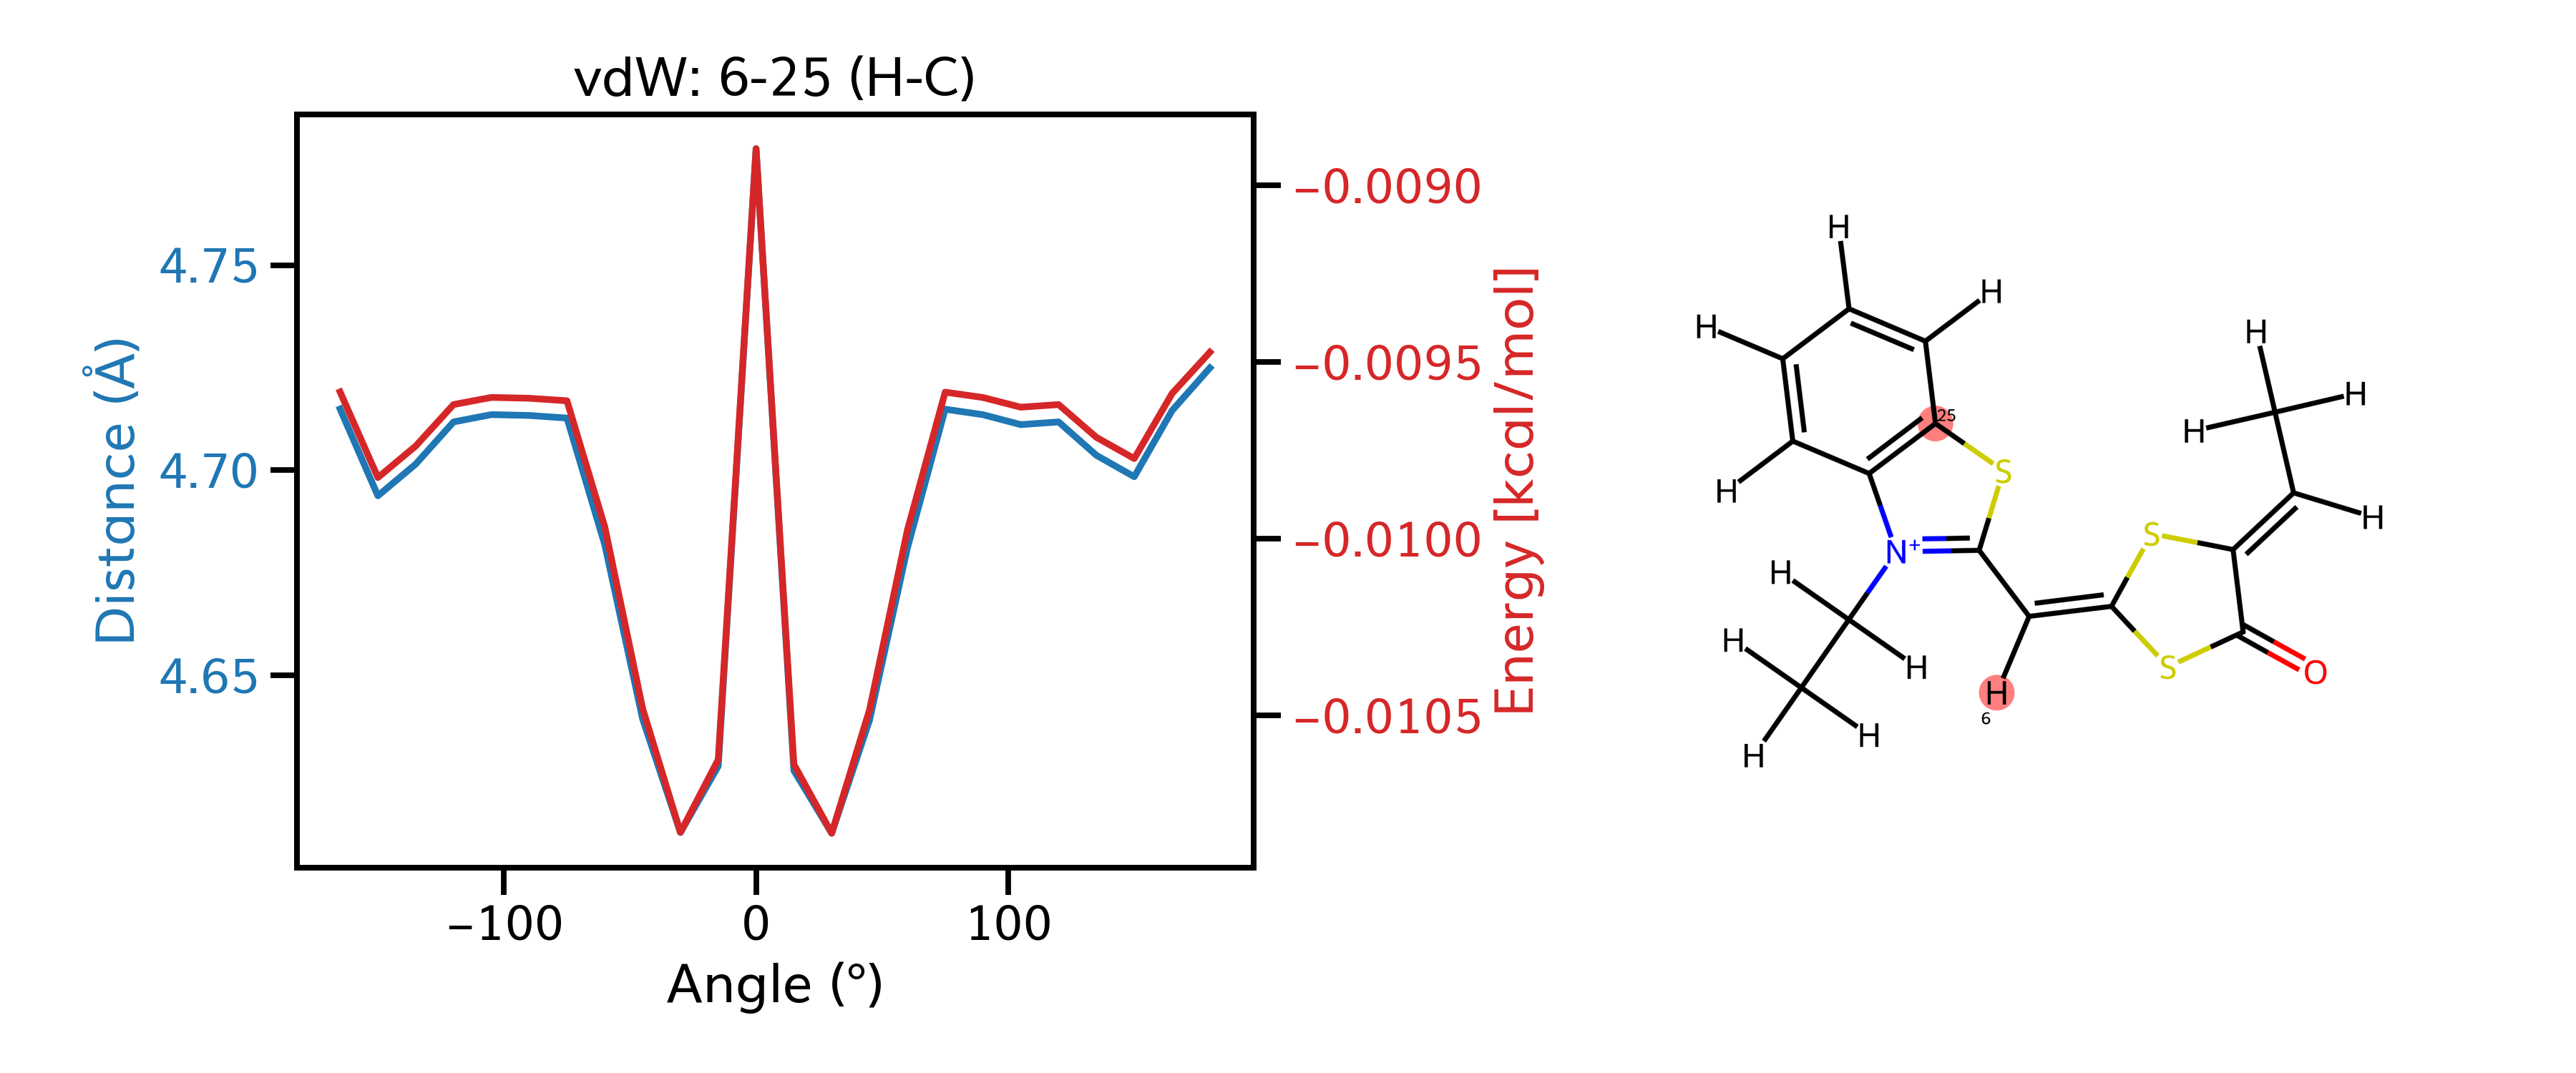 vdW: 6-25 (H-C)
4.75
4.70
4.65
Distance (Å)
−100
0
100
Angle (°)
−0.0090
−0.0095
−0.0100
−0.0105
Energy [kcal/mol]
H
H
H
H
H
H
H
25
S
H
H
S
N⁺
H
H
H
S
O
H
6
H
H